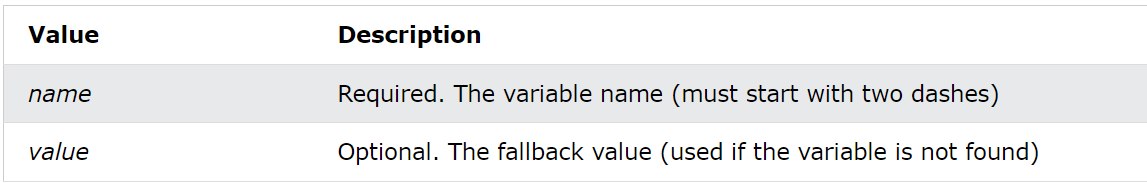 Value Description
name Required. The variable name (must start with two dashes)
value Optional. The fallback value (used if the variable is not found)